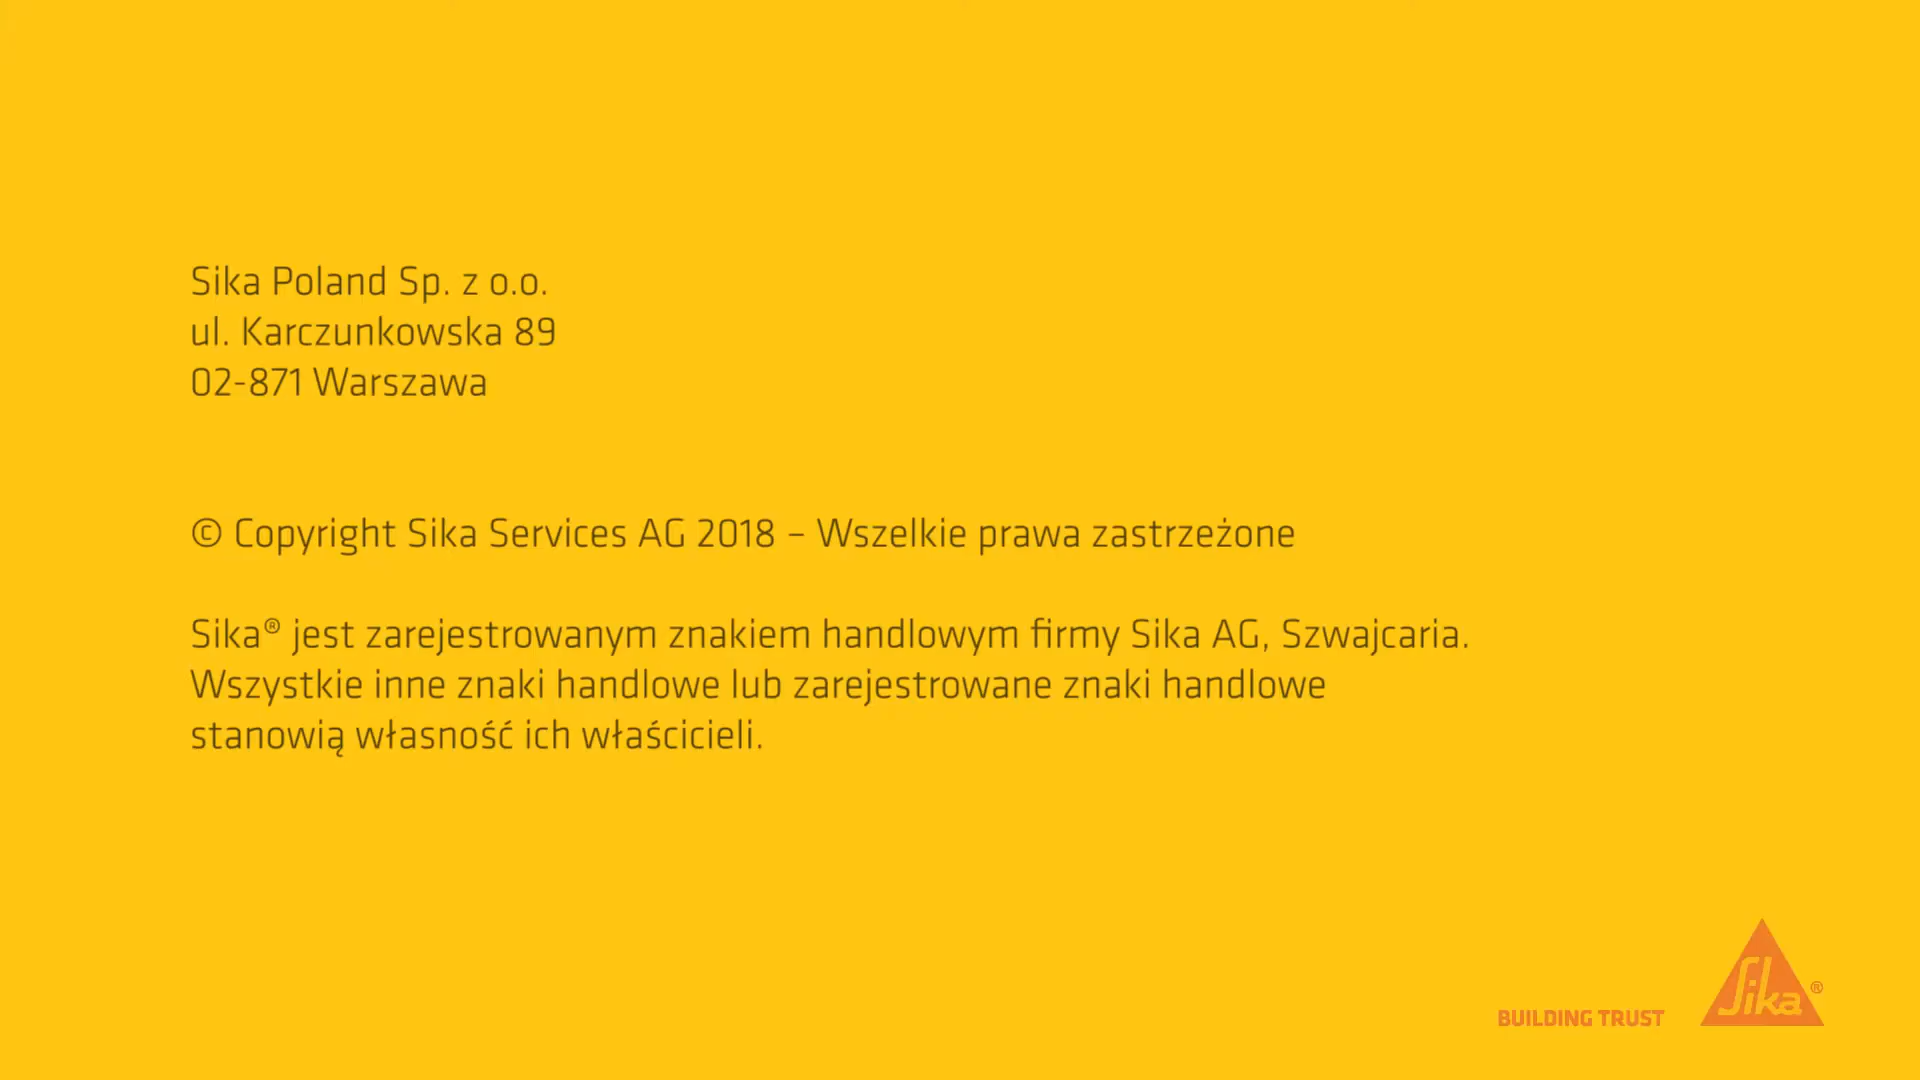 Sika Poland Sp. z o.o.
ul. Karczunkowska 89
02-871 Warszawa
© Copyright Sika Services AG 2018 – Wszelkie prawa zastrzeżone
Sika® jest zarejestrowanym znakiem handlowym firmy Sika AG, Szwajcaria.
Wszystkie inne znaki handlowe lub zarejestrowane znaki handlowe
stanowią własność ich właścicieli.
BUILDING TRUST
Sika®